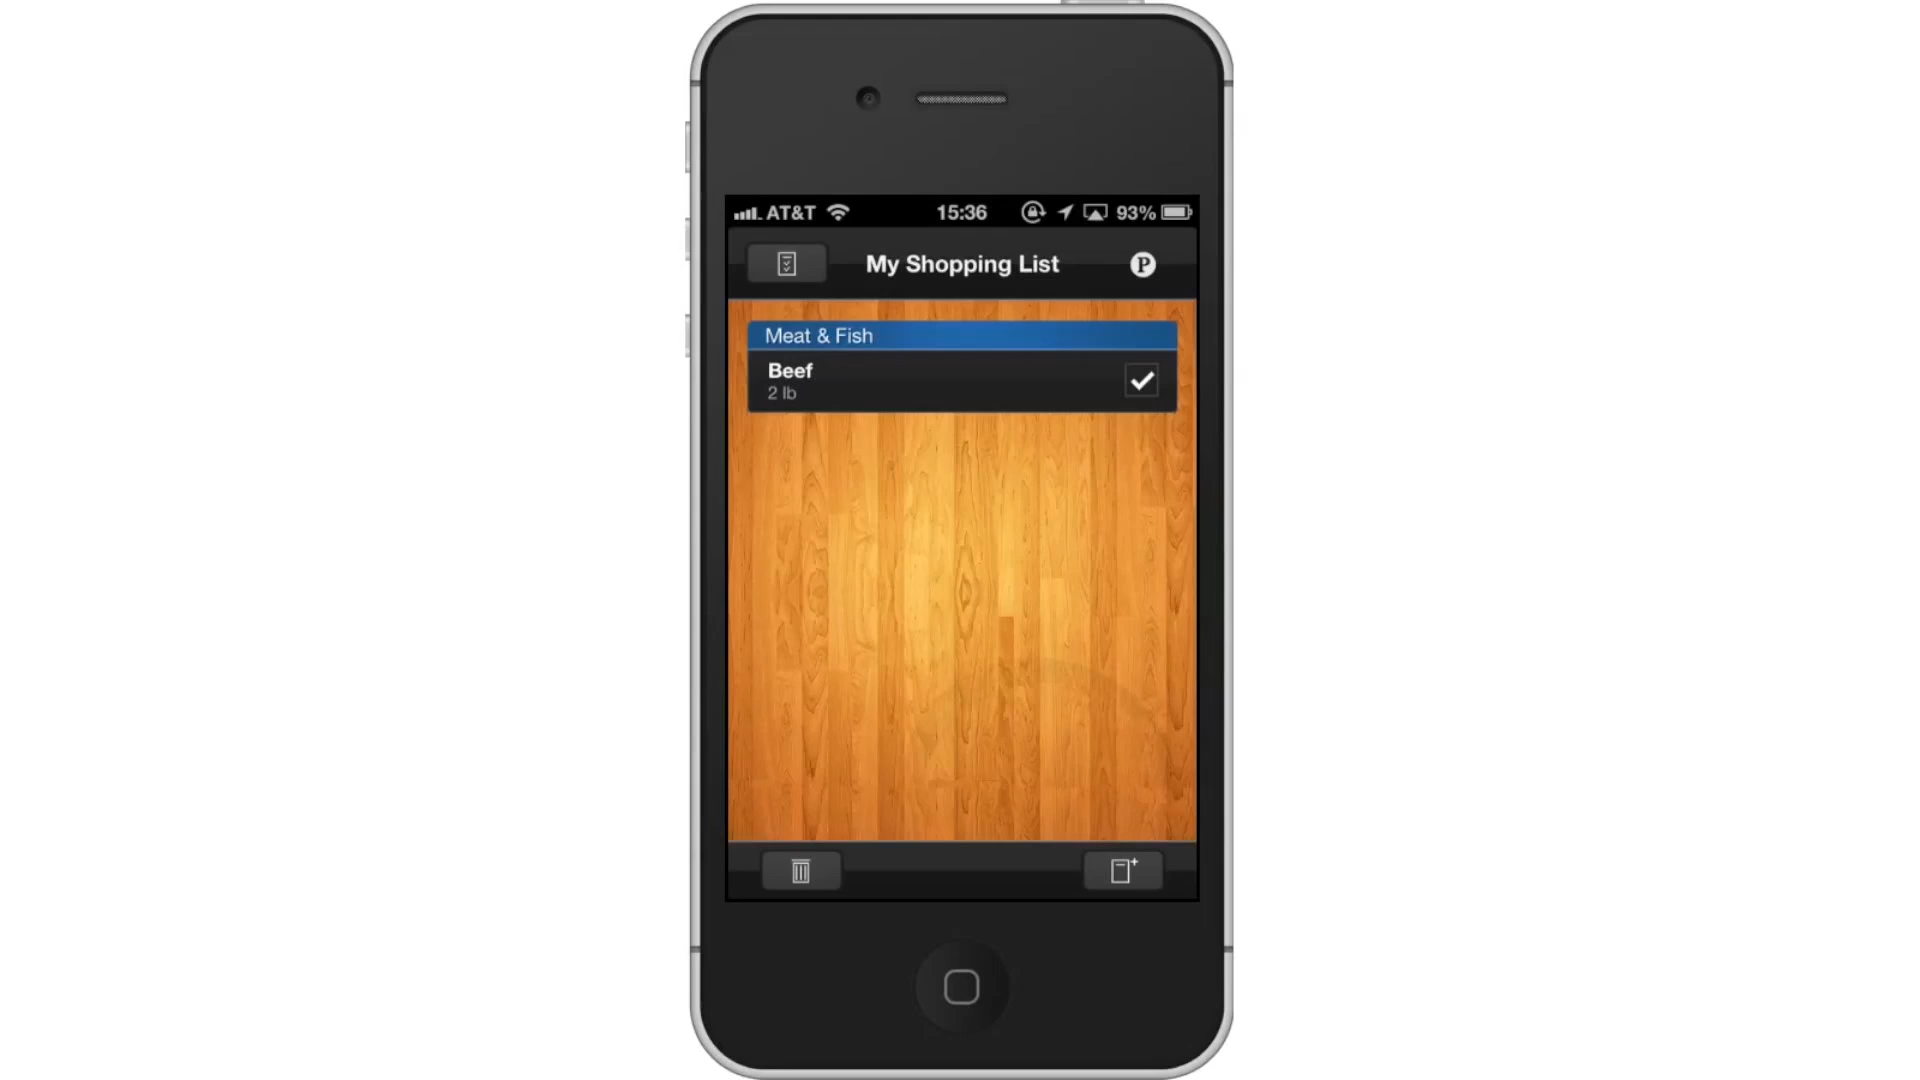 AT&T 15:36 93%
My Shopping List P
Meat & Fish
Beef
2 lb